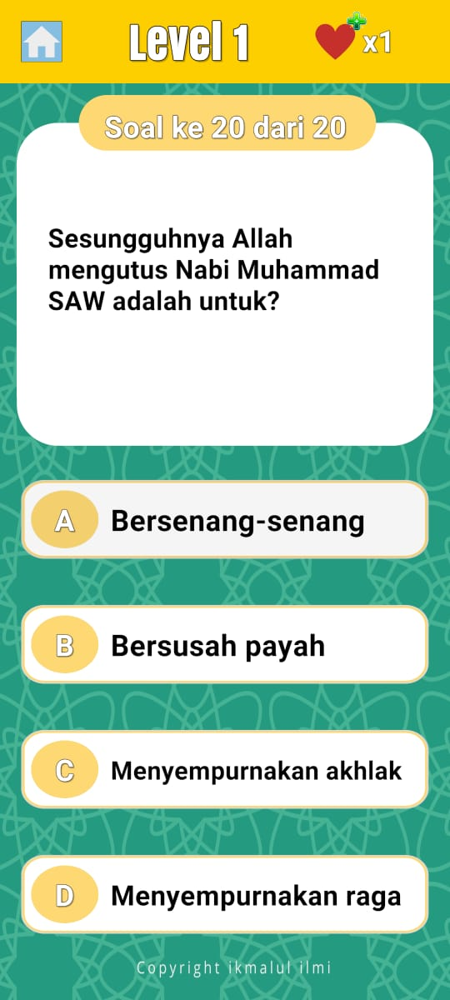 Level 1
x1
Soal ke 20 dari 20
Sesungguhnya Allah
mengutus Nabi Muhammad
SAW adalah untuk?
A Bersenang-senang
B Bersusah payah
C Menyempurnakan akhlak
D Menyempurnakan raga
Copyright ikmalul ilmi